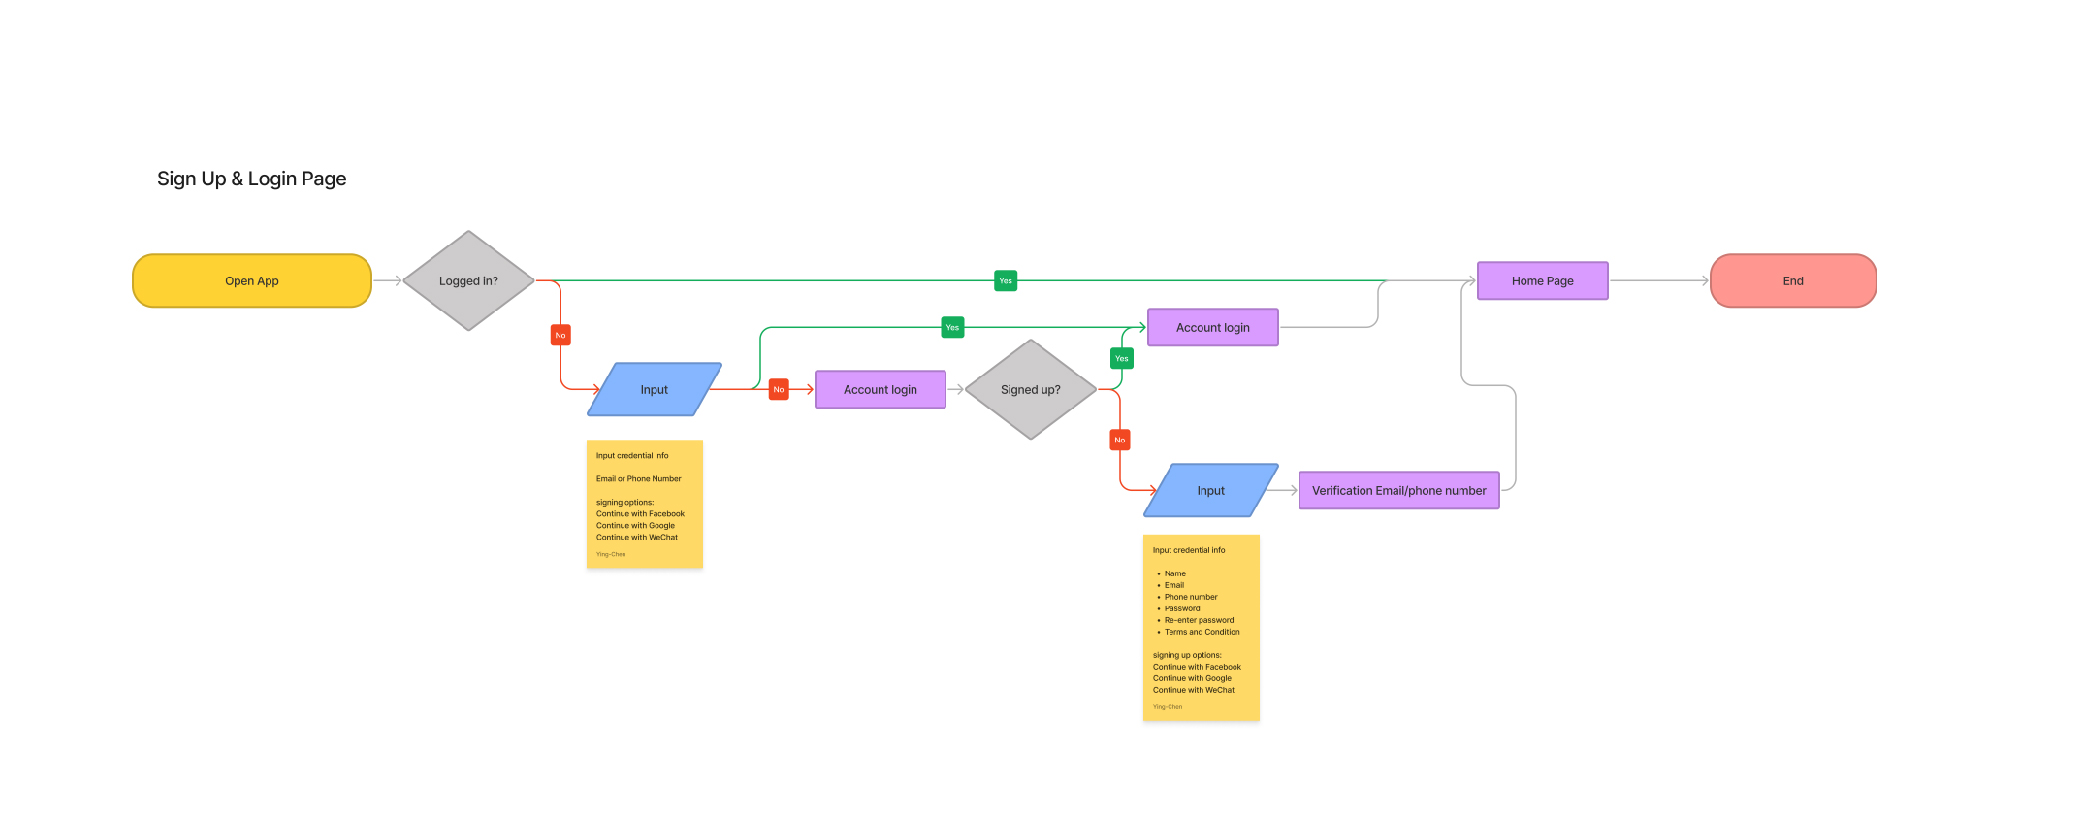 Sign Up & Login Page
Open App
Logged In?
Yes
Home Page
End
No
Yes
Account login
Yes
Input
No
Account login
Signed up?
No
Input
Verification Email/phone number
Input credential info
Email or Phone Number
signing options:
Continue with Facebook
Continue with Google
Continue with WeChat
Ying-Chen
Input: credential info
• Name
• Email
• Phone number
• Password
• Re-enter password
• Terms and Condition
signing up options:
Continue with Facebook
Continue with Google
Continue with WeChat
Ying-Chen